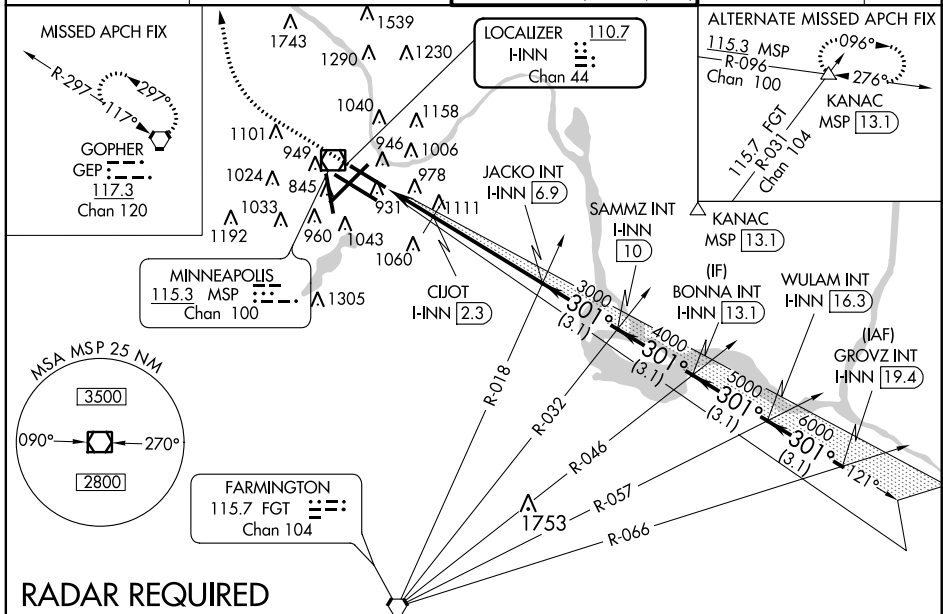 MISSED APCH FIX
R-297
117°
297°
GOPHER
GEP
117.3
Chan 120
1743
1539
1290
1230
1040
1158
1101
946
1006
949
1024
845
978
931
1111
1033
1192
960
1043
1060
1305
LOCALIZER 110.7
I-INN
Chan 44
ALTERNATE MISSED APCH FIX
115.3 MSP
R-096
Chan 100
096°
276°
KANAC
MSP 13.1
115.7 FGT
R-031
Chan 104
KANAC
MSP 13.1
JACKO INT
I-INN 6.9
SAMMZ INT
I-INN
10
(IF)
BONNA INT
I-INN 13.1
WULAM INT
I-INN 16.3
(IAF)
GROVZ INT
I-INN 19.4
MINNEAPOLIS
115.3 MSP
Chan 100
CIJOT
I-INN 2.3
3000
301°
(3.1)
4000
301°
(3.1)
5000
301°
(3.1)
6000
301°
(3.1)
121°
MSA MSP 25 NM
3500
090°
270°
2800
R-018
R-032
R-046
R-057
R-066
1753
FARMINGTON
115.7 FGT
Chan 104
RADAR REQUIRED